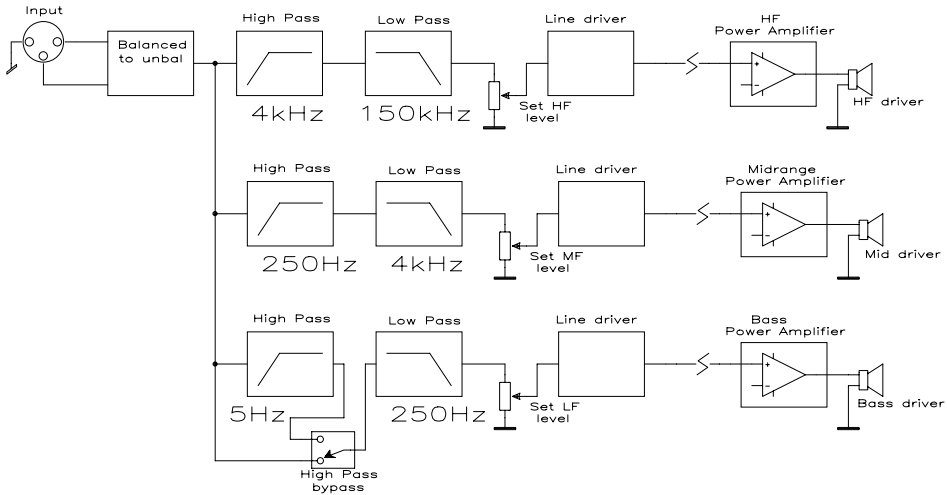 Input
Balanced
to unbal
High Pass
4kHz
Low Pass
150kHz
Set HF
level
Line driver
HF
Power Amplifier
+
−
HF driver
High Pass
250Hz
Low Pass
4kHz
Set MF
level
Line driver
Midrange
Power Amplifier
+
−
Mid driver
High Pass
5Hz
High Pass
bypass
Low Pass
250Hz
Set LF
level
Line driver
Bass
Power Amplifier
+
−
Bass driver